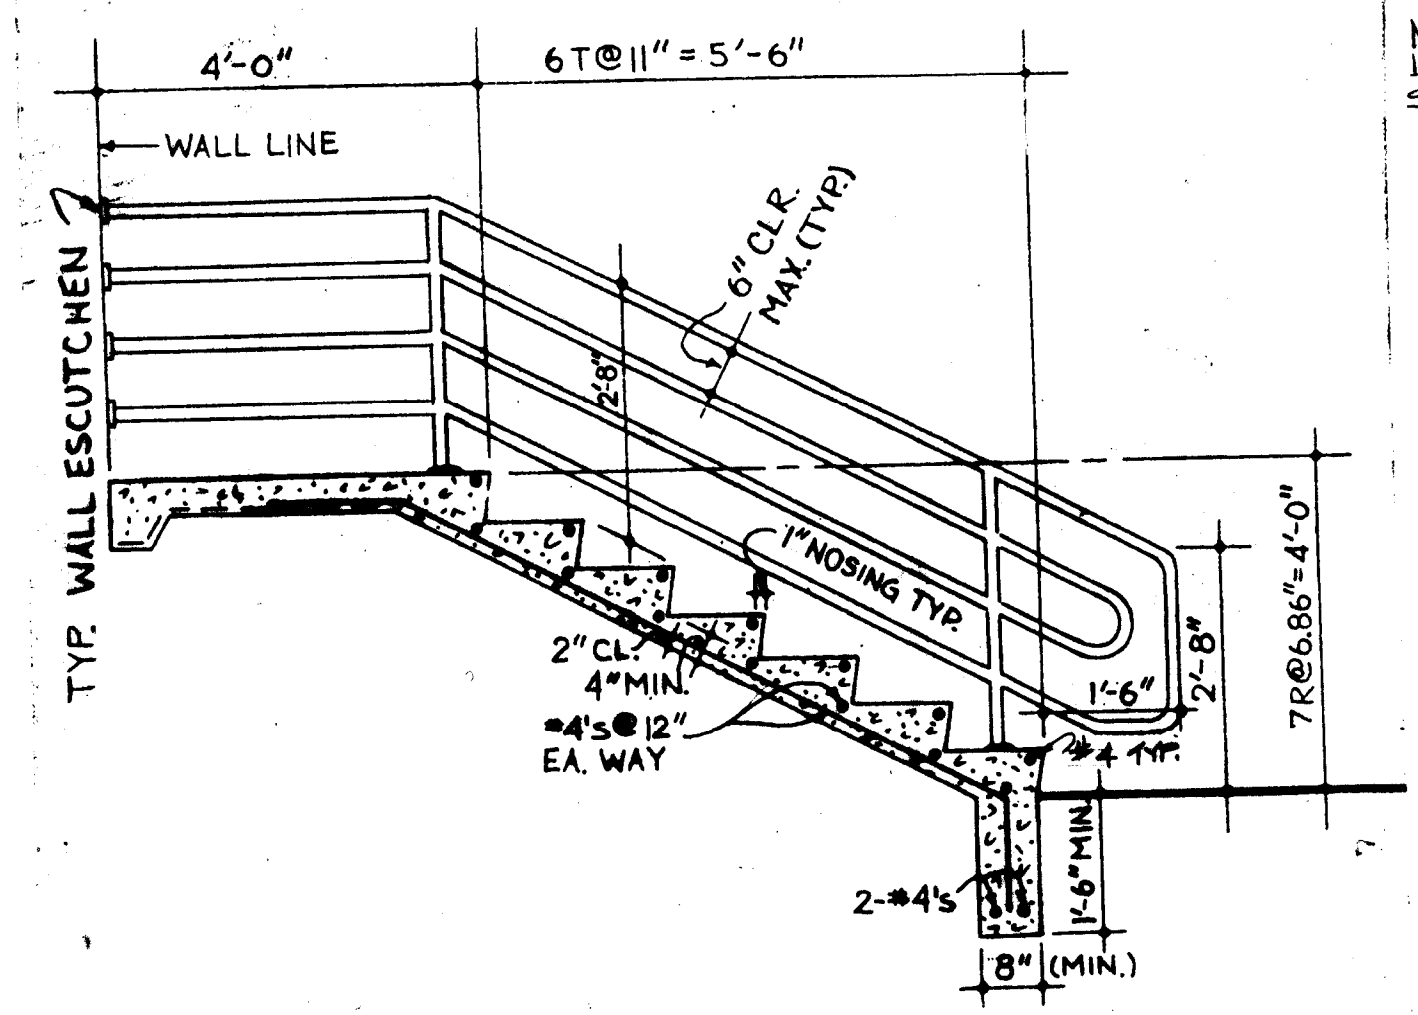 4'-0"
6T@11" = 5'-6"
WALL LINE
TYP. WALL ESCUTCHEN
6" CLR.
MAX. (TYP.)
2'-8"
1" NOSING TYP.
2" CL.
4" MIN.
#4's@12"
EA. WAY
1'-6"
2'-8"
7R@6.86"=4'-0"
#4 TYP.
1'-6" MIN.
2-#4's
8" (MIN.)